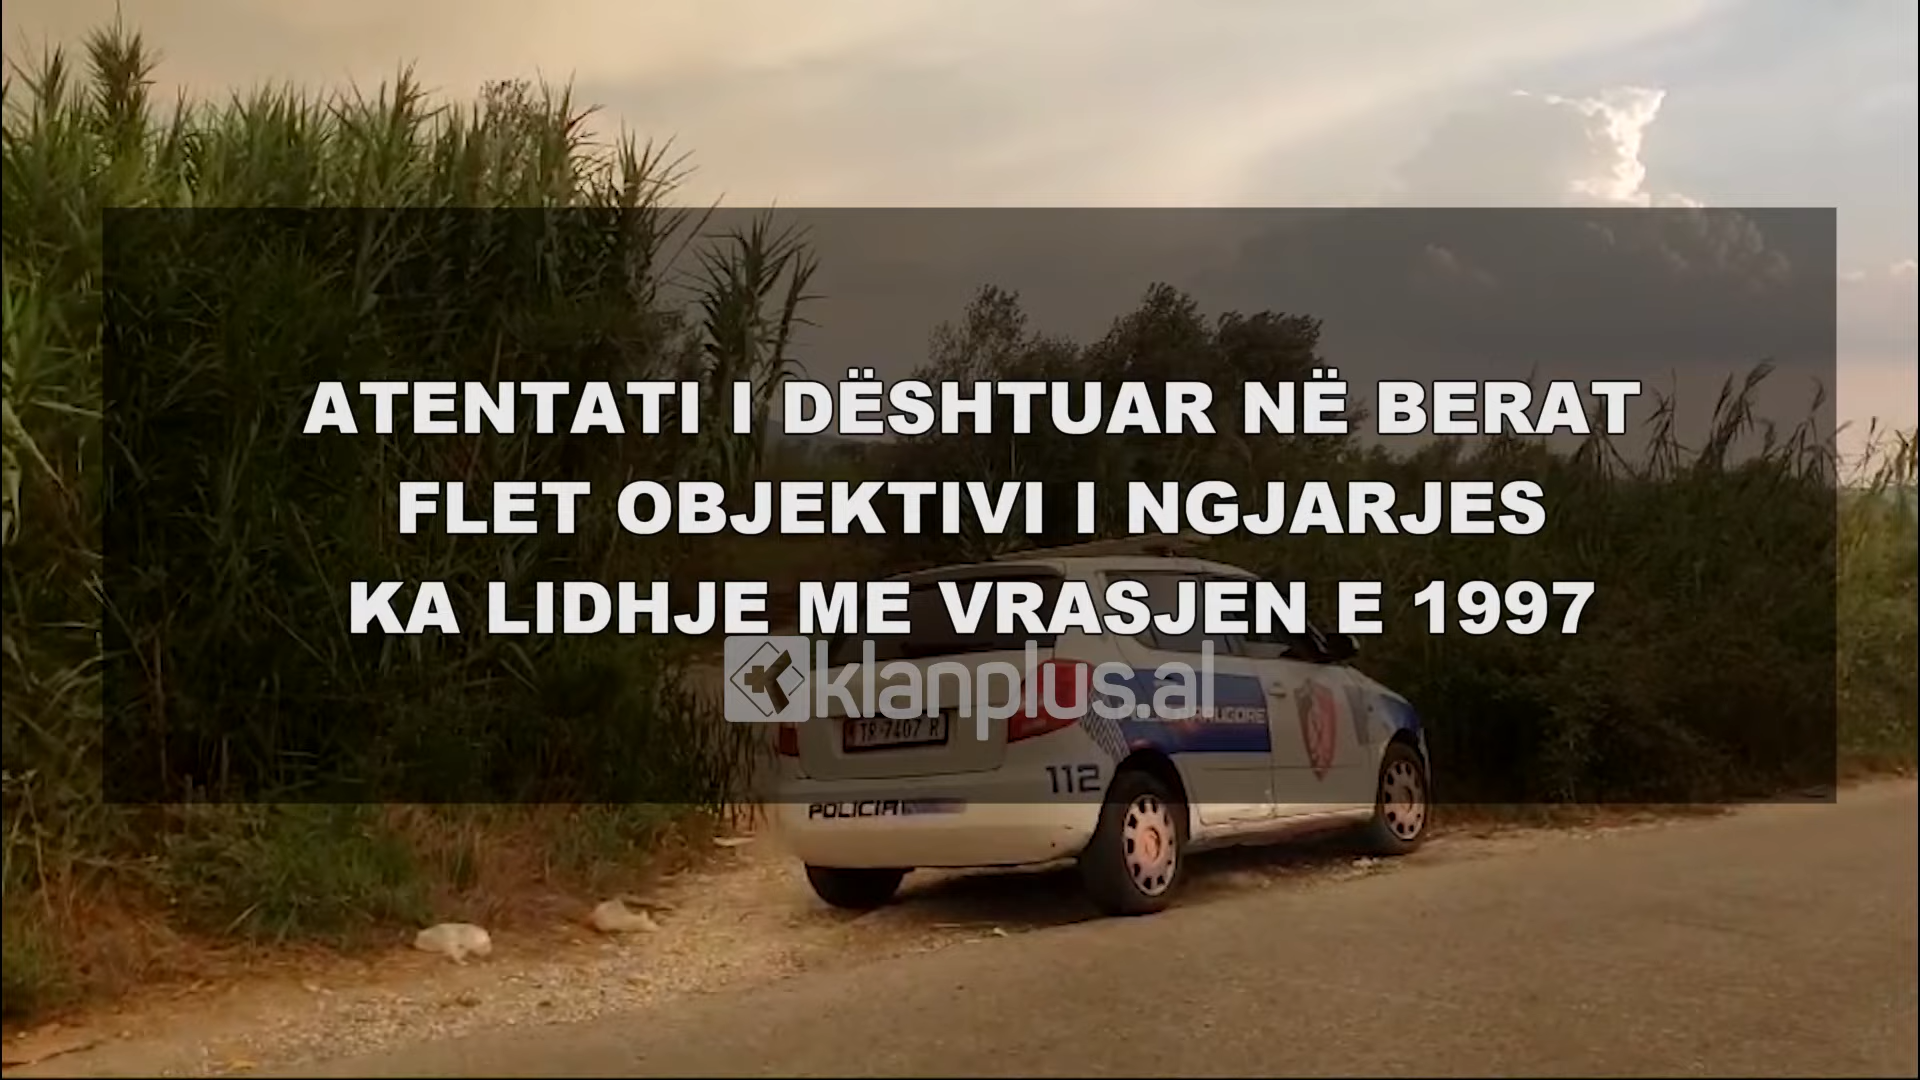 ATENTATI I DËSHTUAR NË BERAT
FLET OBJEKTIVI I NGJARJES
KA LIDHJE ME VRASJEN E 1997
klanplus.al
112
POLICIA